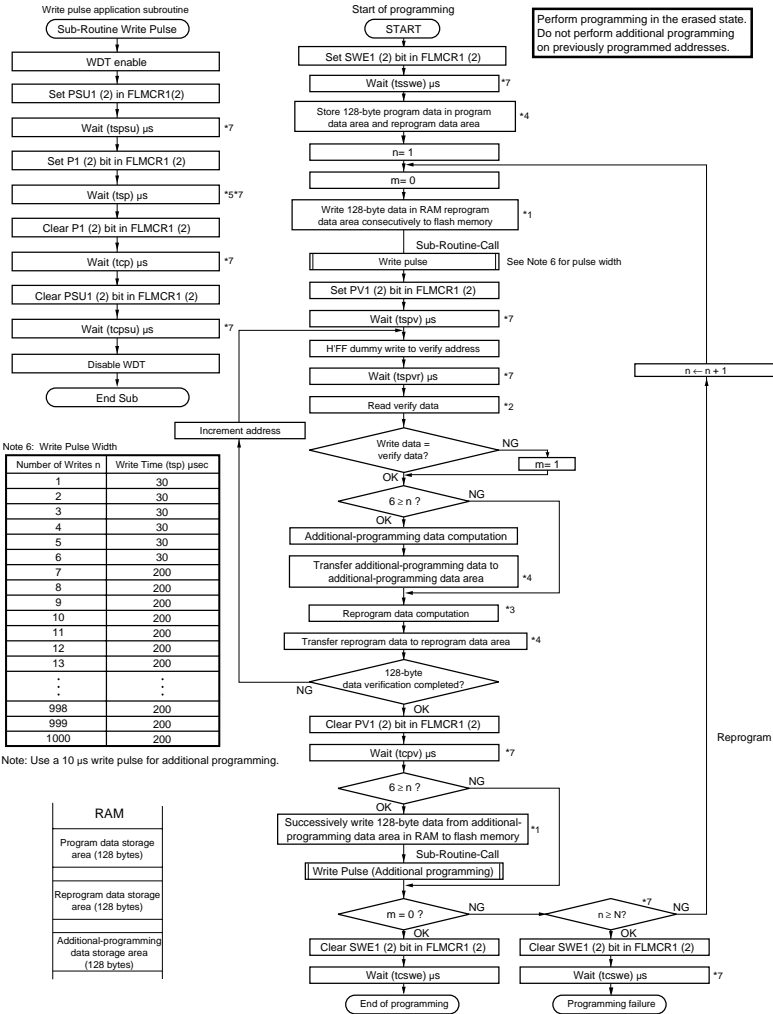 Write pulse application subroutine
Sub-Routine Write Pulse
WDT enable
Set PSU1 (2) in FLMCR1(2)
Wait (tspsu) µs
*7
Set P1 (2) bit in FLMCR1 (2)
Wait (tsp) µs
*5*7
Clear P1 (2) bit in FLMCR1 (2)
Wait (tcp) µs
*7
Clear PSU1 (2) bit in FLMCR1 (2)
Wait (tcpsu) µs
*7
Disable WDT
End Sub
Note 6: Write Pulse Width
Number of Writes n Write Time (tsp) µsec
1 30
2 30
3 30
4 30
5 30
6 30
7 200
8 200
9 200
10 200
11 200
12 200
13 200
998 200
999 200
1000 200
Note: Use a 10 µs write pulse for additional programming.
RAM
Program data storage
area (128 bytes)
Reprogram data storage
area (128 bytes)
Additional-programming
data storage area
(128 bytes)
Start of programming
START
Set SWE1 (2) bit in FLMCR1 (2)
Wait (tsswe) µs
*7
Store 128-byte program data in program
data area and reprogram data area
*4
n= 1
m= 0
Write 128-byte data in RAM reprogram
data area consecutively to flash memory
*1
Sub-Routine-Call
Write pulse
See Note 6 for pulse width
Set PV1 (2) bit in FLMCR1 (2)
Wait (tspv) µs
*7
H'FF dummy write to verify address
Wait (tspvr) µs
*7
Read verify data
*2
Increment address
Write data =
verify data?
NG
m= 1
OK
6 ≥ n ?
NG
OK
Additional-programming data computation
Transfer additional-programming data to
additional-programming data area
*4
Reprogram data computation
*3
Transfer reprogram data to reprogram data area
*4
128-byte
data verification completed?
NG
OK
Clear PV1 (2) bit in FLMCR1 (2)
Wait (tcpv) µs
*7
6 ≥ n ?
NG
OK
Successively write 128-byte data from additional-
programming data area in RAM to flash memory
*1
Sub-Routine-Call
Write Pulse (Additional programming)
m = 0 ?
NG
OK
Clear SWE1 (2) bit in FLMCR1 (2)
Wait (tcswe) µs
End of programming
*7
n ≥ N?
NG
OK
Clear SWE1 (2) bit in FLMCR1 (2)
Wait (tcswe) µs
*7
Programming failure
Perform programming in the erased state.
Do not perform additional programming
on previously programmed addresses.
n ← n + 1
Reprogram